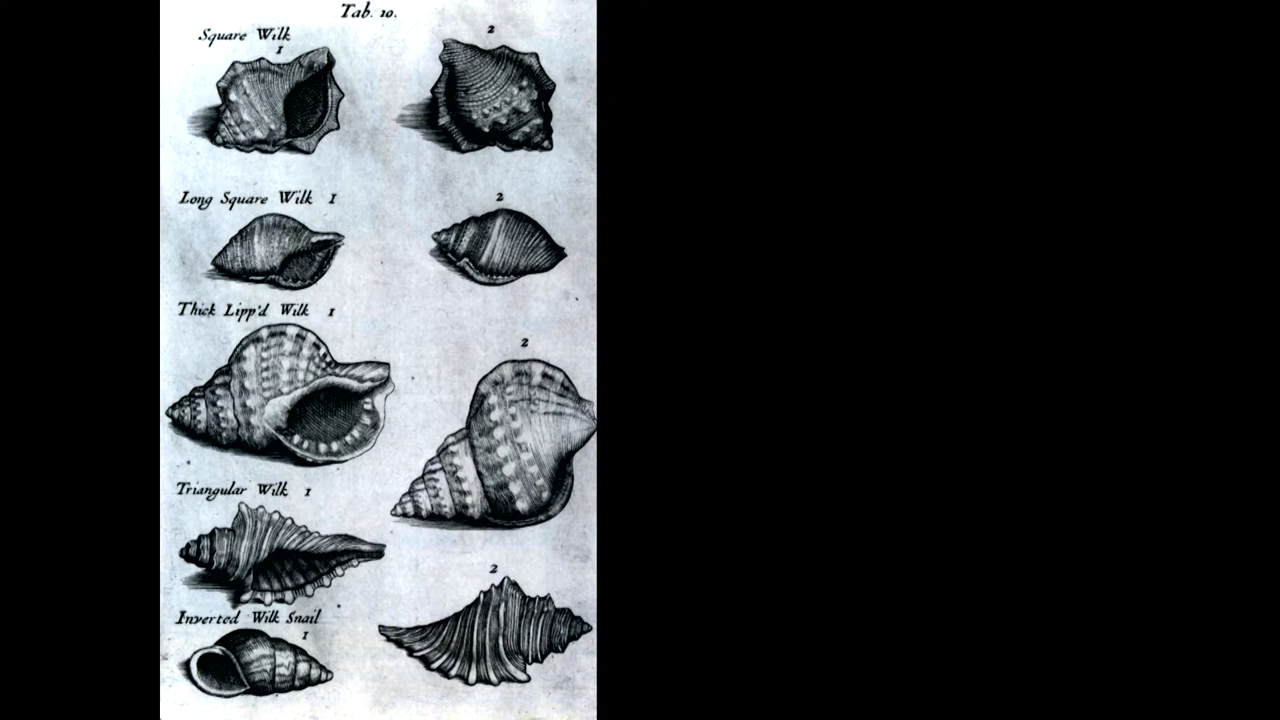 Tab. 10.
Square Wilk
1
2
Long Square Wilk 1
2
Thick Lipp'd Wilk 1
2
Triangular Wilk 1
2
Inverted Wilk Snail
1